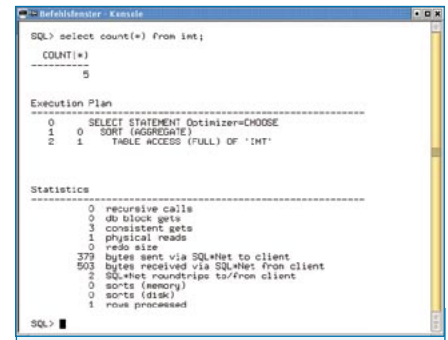 Befehlsfenster - Konsole
SQL> select count(*) from imt;
COUNT(*)
----------
5
Execution Plan
----------------------------------------------------------
0 SELECT STATEMENT Optimizer=CHOOSE
1 0 SORT (AGGREGATE)
2 1 TABLE ACCESS (FULL) OF 'IMT'
Statistics
----------------------------------------------------------
0 recursive calls
0 db block gets
3 consistent gets
1 physical reads
0 redo size
379 bytes sent via SQL*Net to client
503 bytes received via SQL*Net from client
2 SQL*Net roundtrips to/from client
0 sorts (memory)
0 sorts (disk)
1 rows processed
SQL>